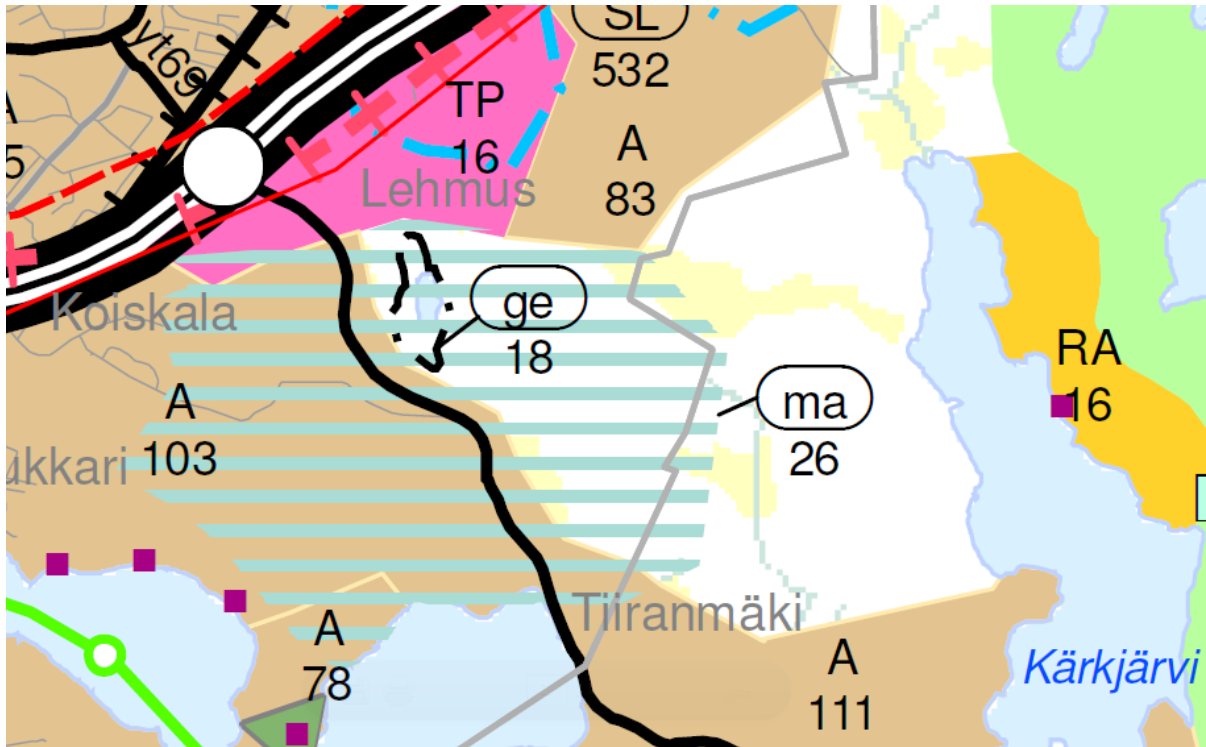 SL
532
yt69
TP
16
A
83
A
5
Lehmus
Koiskala
ge
18
RA
16
ma
26
A
103
ukkari
Tiiranmäki
A
78
A
111
Kärkjärvi